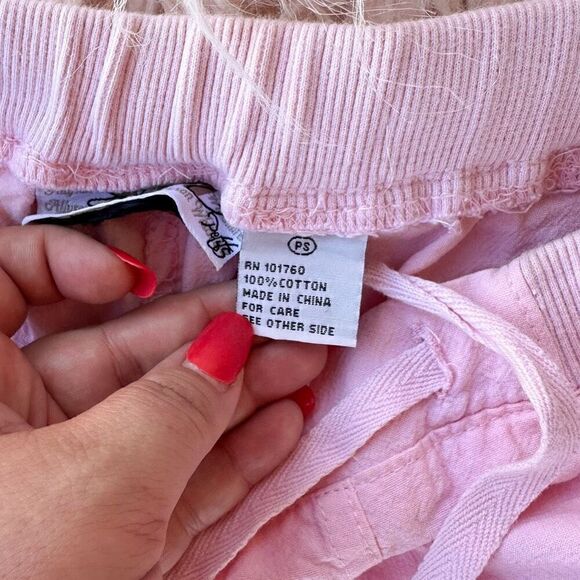 PS
RN 101760
100% COTTON
MADE IN CHINA
FOR CARE
SEE OTHER SIDE